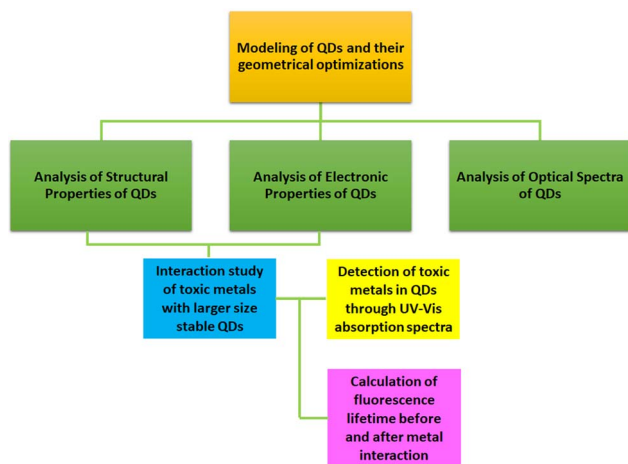 Modeling of QDs and their
geometrical optimizations
Analysis of Structural
Properties of QDs
Analysis of Electronic
Properties of QDs
Analysis of Optical Spectra
of QDs
Interaction study
of toxic metals
with larger size
stable QDs
Detection of toxic
metals in QDs
through UV-Vis
absorption spectra
Calculation of
fluorescence
lifetime before
and after metal
interaction